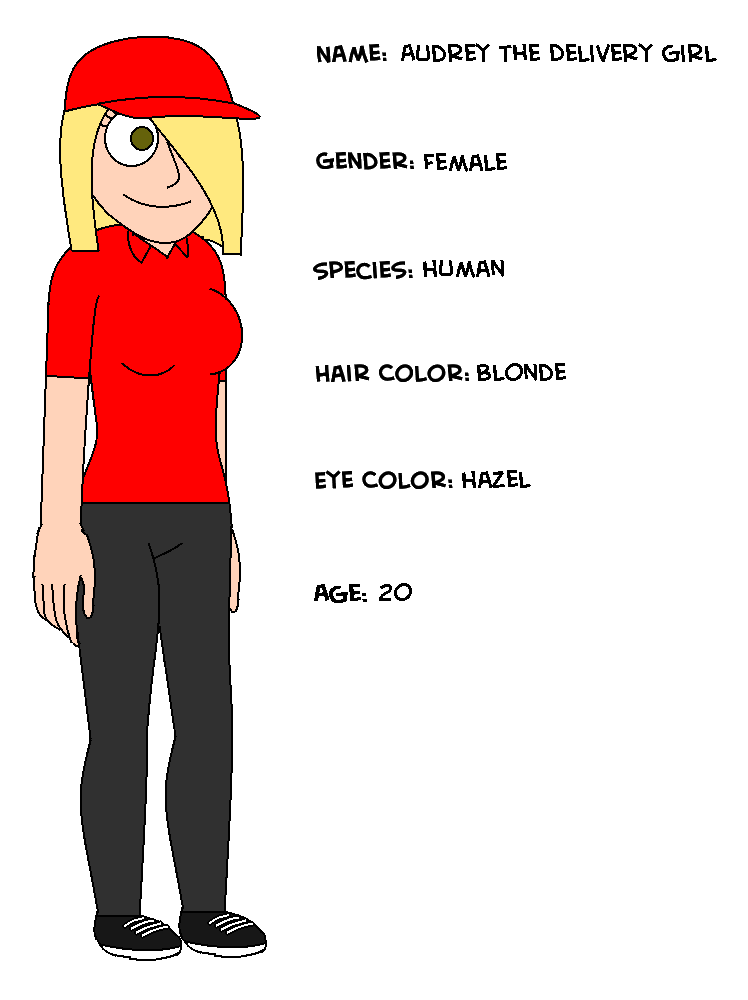 NAME: AUDREY THE DELIVERY GIRL
GENDER: FEMALE
SPECIES: HUMAN
HAIR COLOR: BLONDE
EYE COLOR: HAZEL
AGE: 20